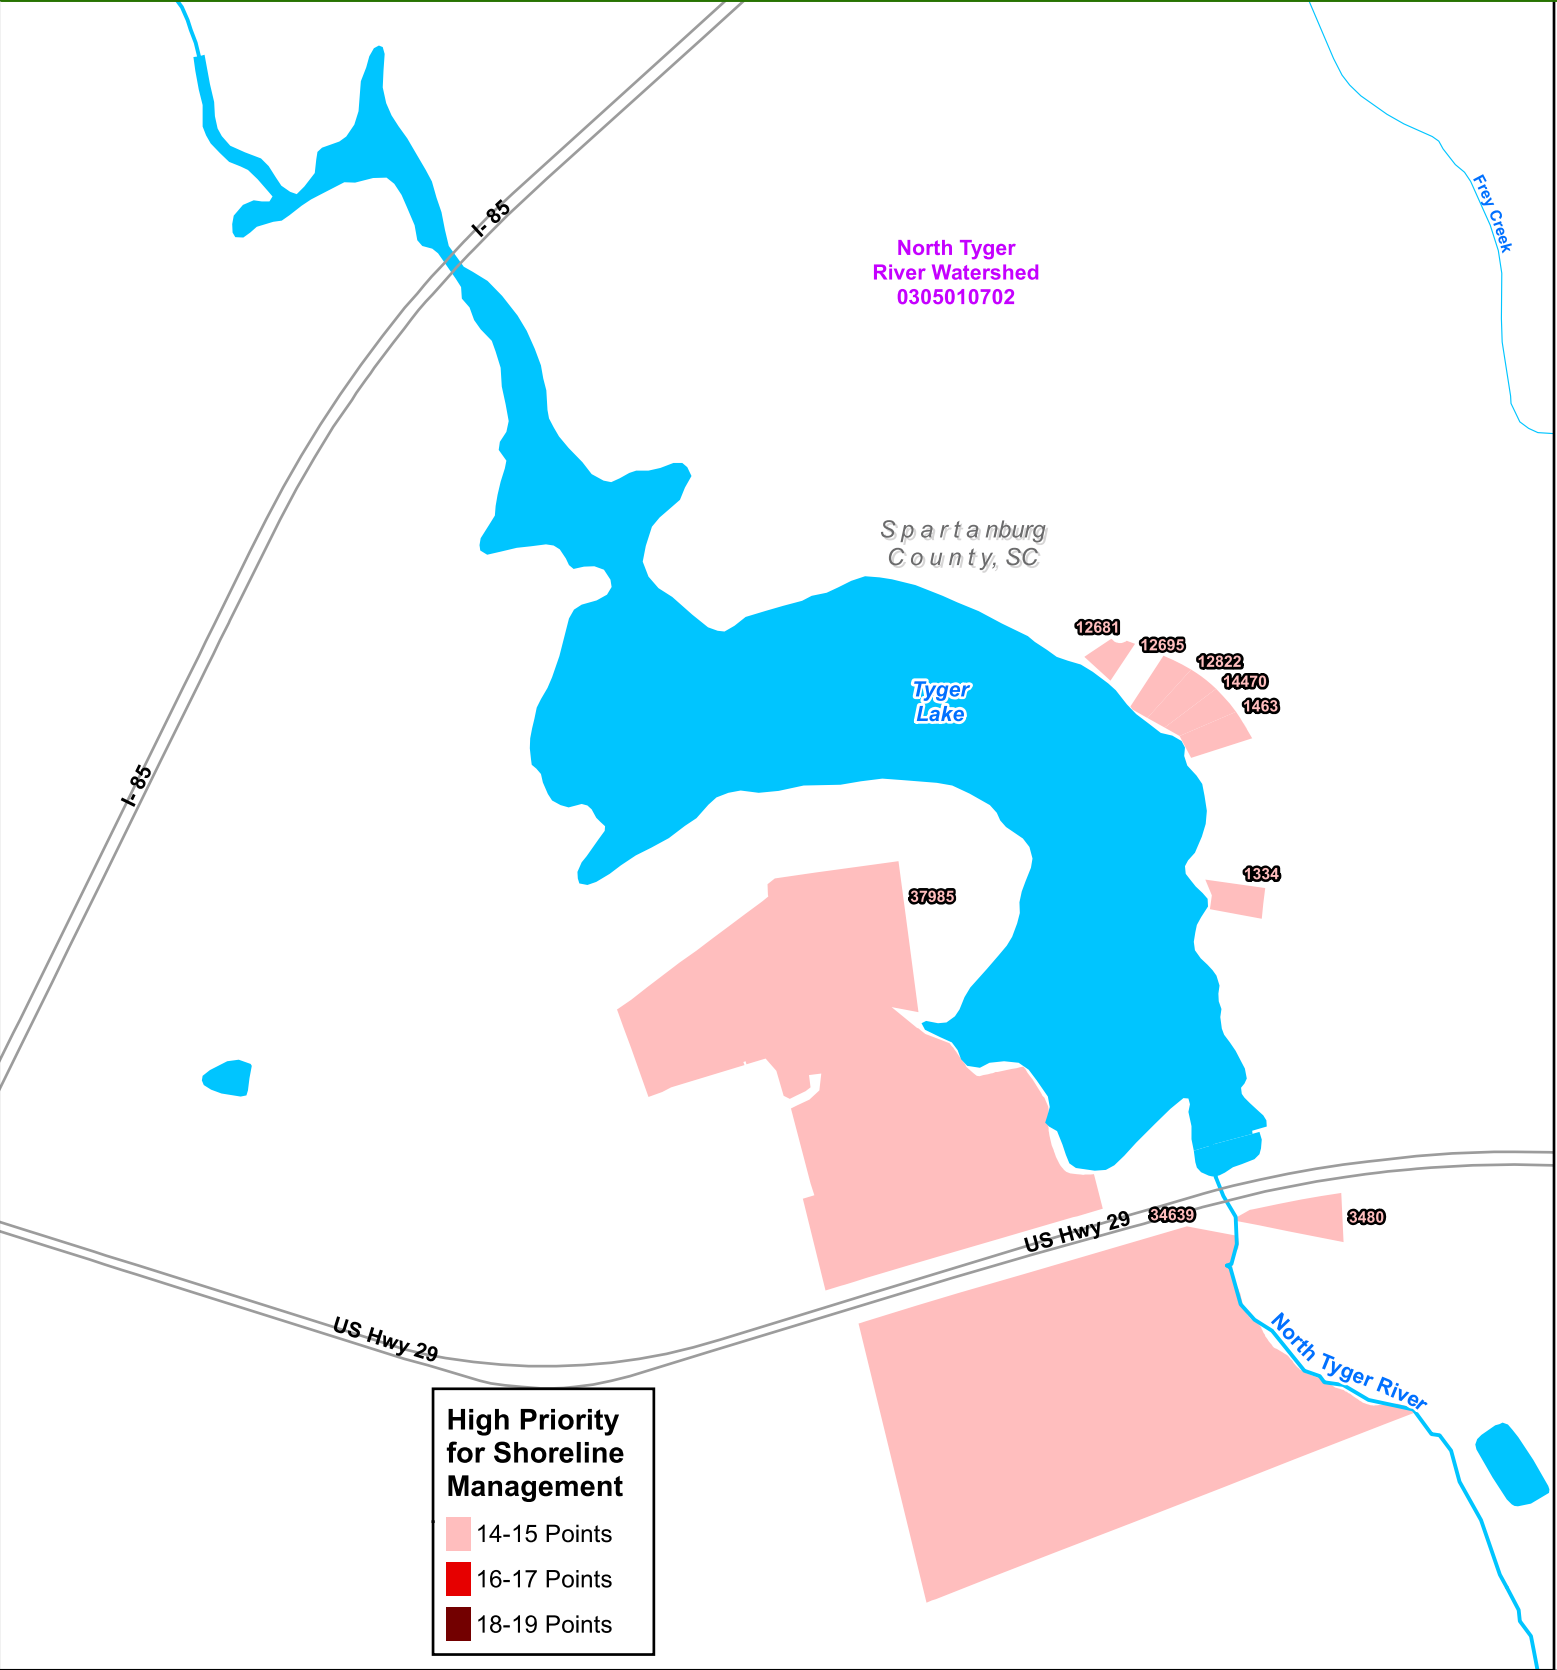 I- 85
Frey Creek
North Tyger
River Watershed
0305010702
Spartanburg
County, SC
12681
12695
12822
14470
1463
Tyger
Lake
I- 85
1334
37985
34639
3480
US Hwy 29
US Hwy 29
North Tyger River
High Priority
for Shoreline
Management
14-15 Points
16-17 Points
18-19 Points